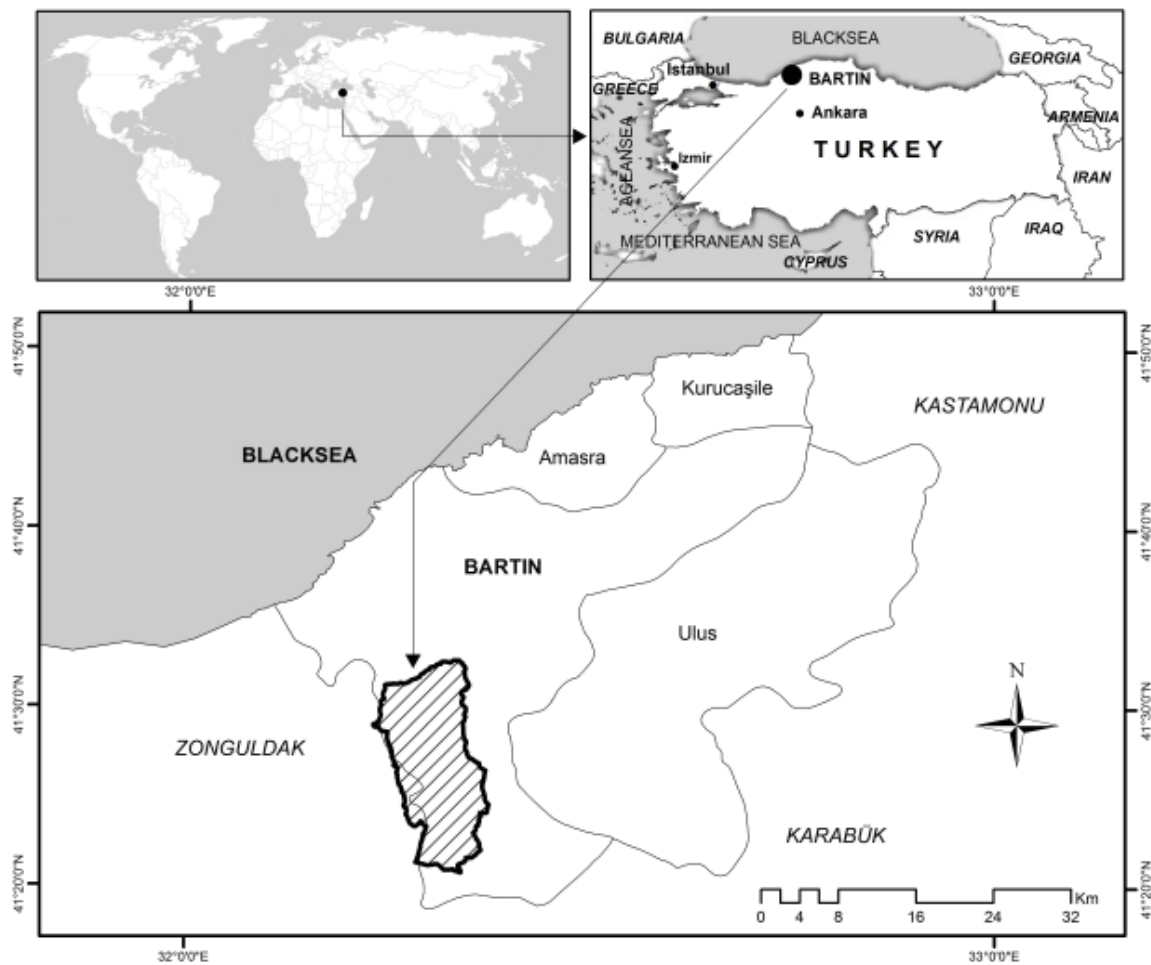 BULGARIA
BLACKSEA
GEORGIA
İstanbul
BARTIN
GREECE
Ankara
ARMENIA
TURKEY
AGEANSEA
Izmir
IRAN
MEDITERRANEAN SEA
SYRIA
IRAQ
CYPRUS
32°0'0"E
33°0'0"E
41°50'0"N
41°50'0"N
Kurucaşile
KASTAMONU
BLACKSEA
Amasra
41°40'0"N
41°40'0"N
BARTIN
Ulus
41°30'0"N
41°30'0"N
N
ZONGULDAK
KARABÜK
41°20'0"N
41°20'0"N
Km
0 4 8 16 24 32
32°0'0"E
33°0'0"E